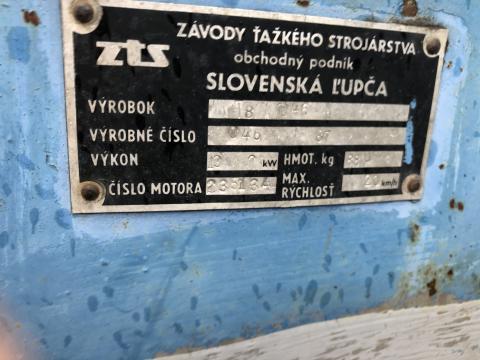 zts ZÁVODY ŤAŽKÉHO STROJÁRSTVA
obchodný podnik
SLOVENSKÁ ĽUPČA
VÝROBOK
VÝROBNÉ ČÍSLO
VÝKON kW HMOT. kg
ČÍSLO MOTORA MAX. RÝCHLOSŤ 20 km/h